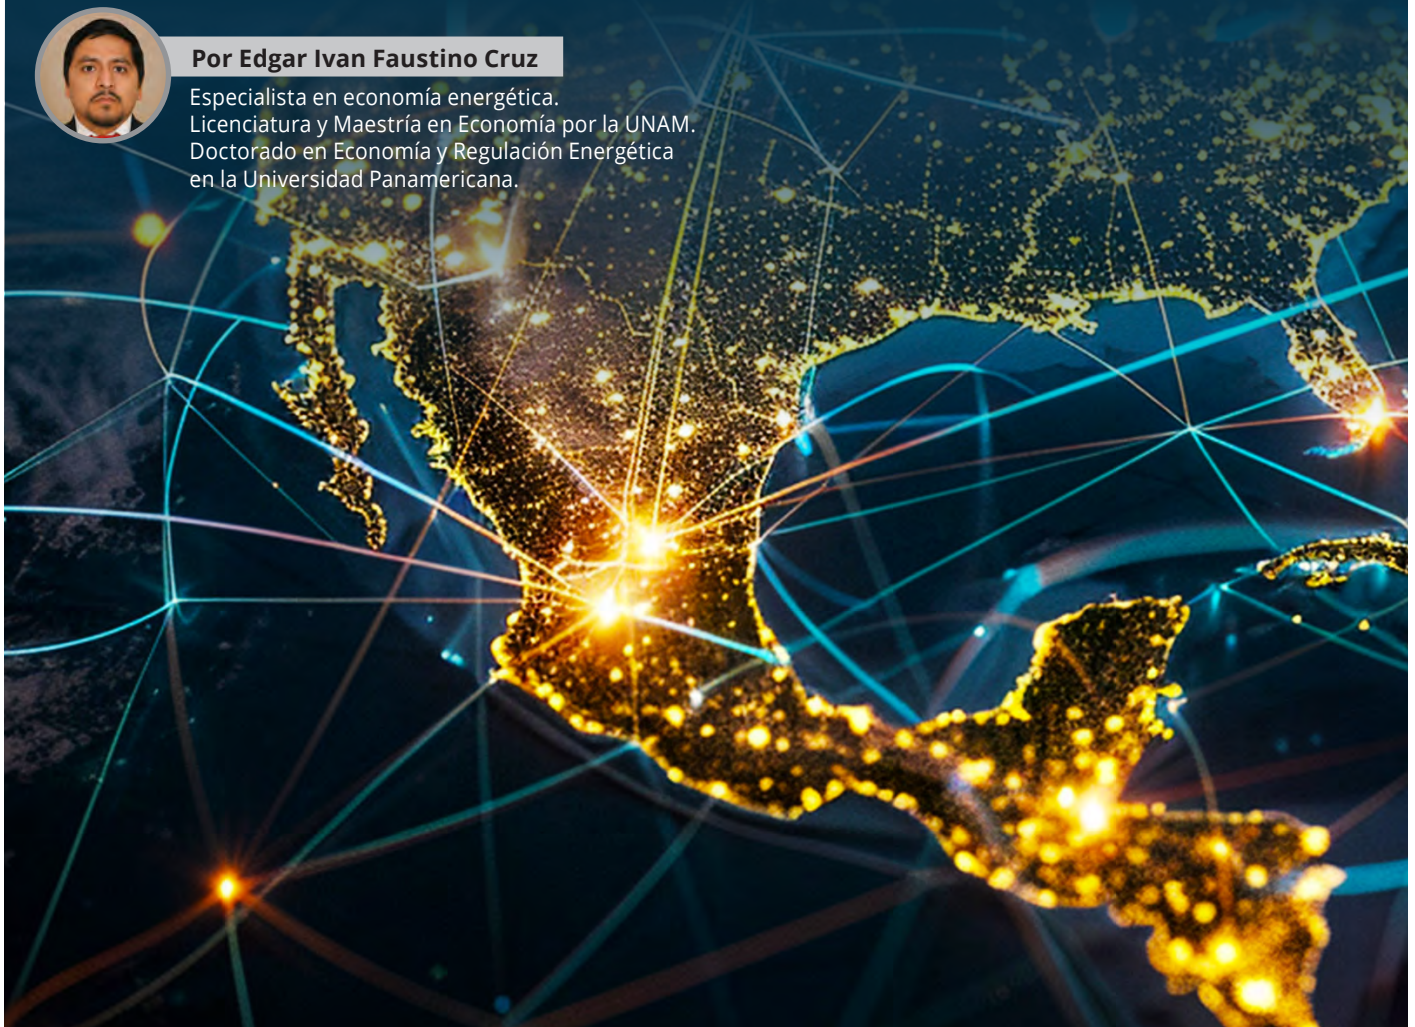 Por Edgar Ivan Faustino Cruz
Especialista en economía energética.
Licenciatura y Maestría en Economía por la UNAM.
Doctorado en Economía y Regulación Energética
en la Universidad Panamericana.